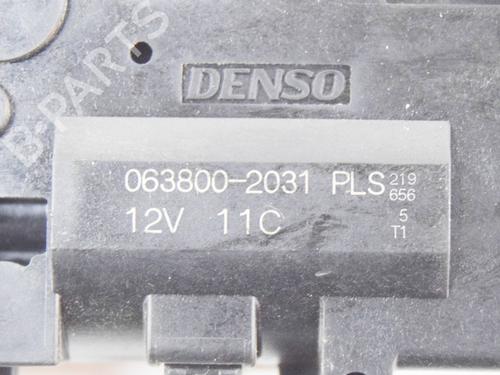 B-PARTS
DENSO
063800-2031 PLS 219
656
12V 11C 5
T1